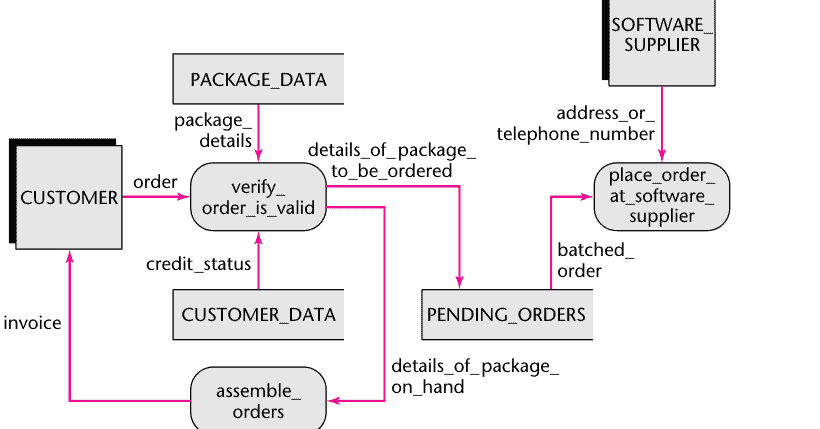 SOFTWARE_
SUPPLIER
PACKAGE_DATA
package_
details
address_or_
telephone_number
details_of_package_
to_be_ordered
CUSTOMER
order
verify_
order_is_valid
place_order_
at_software_
supplier
credit_status
batched_
order
CUSTOMER_DATA
PENDING_ORDERS
invoice
details_of_package_
on_hand
assemble_
orders